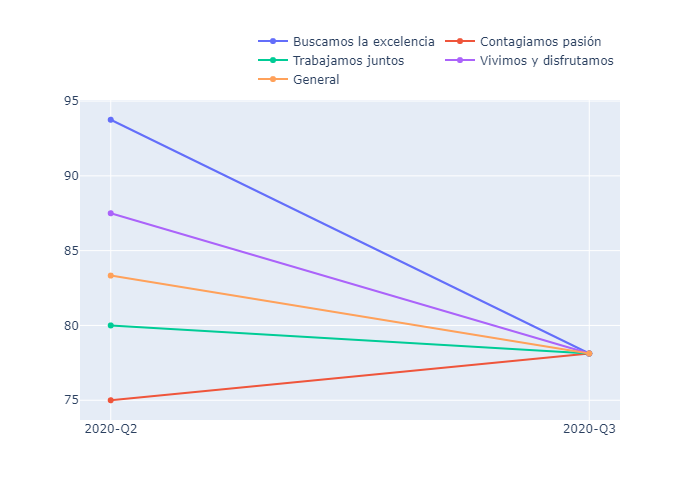 Buscamos la excelencia Contagiamos pasión
Trabajamos juntos Vivimos y disfrutamos
General
95
90
85
80
75
2020-Q2 2020-Q3